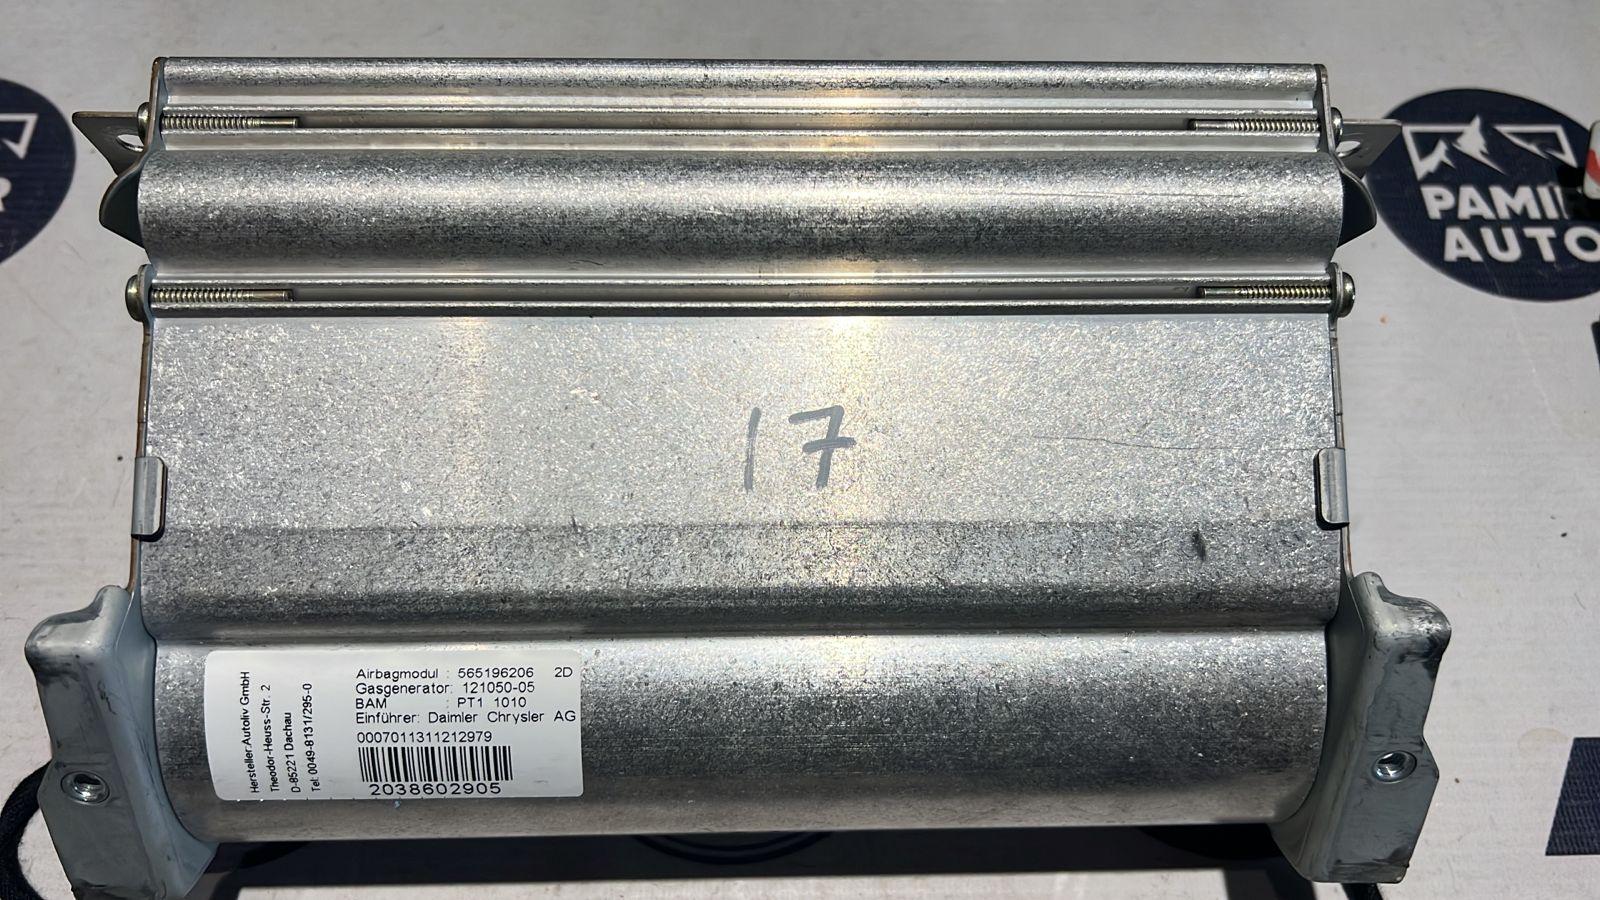 PAMIR
AUTO
R
17
Hersteller:Autoliv GmbH
Theodor-Heuss-Str. 2
D-85221 Dachau
Tel: 0049-8131/295-0
Airbagmodul : 565196206 2D
Gasgenerator: 121050-05
BAM : PT1 1010
Einführer: Daimler Chrysler AG
0007011311212979
2038602905